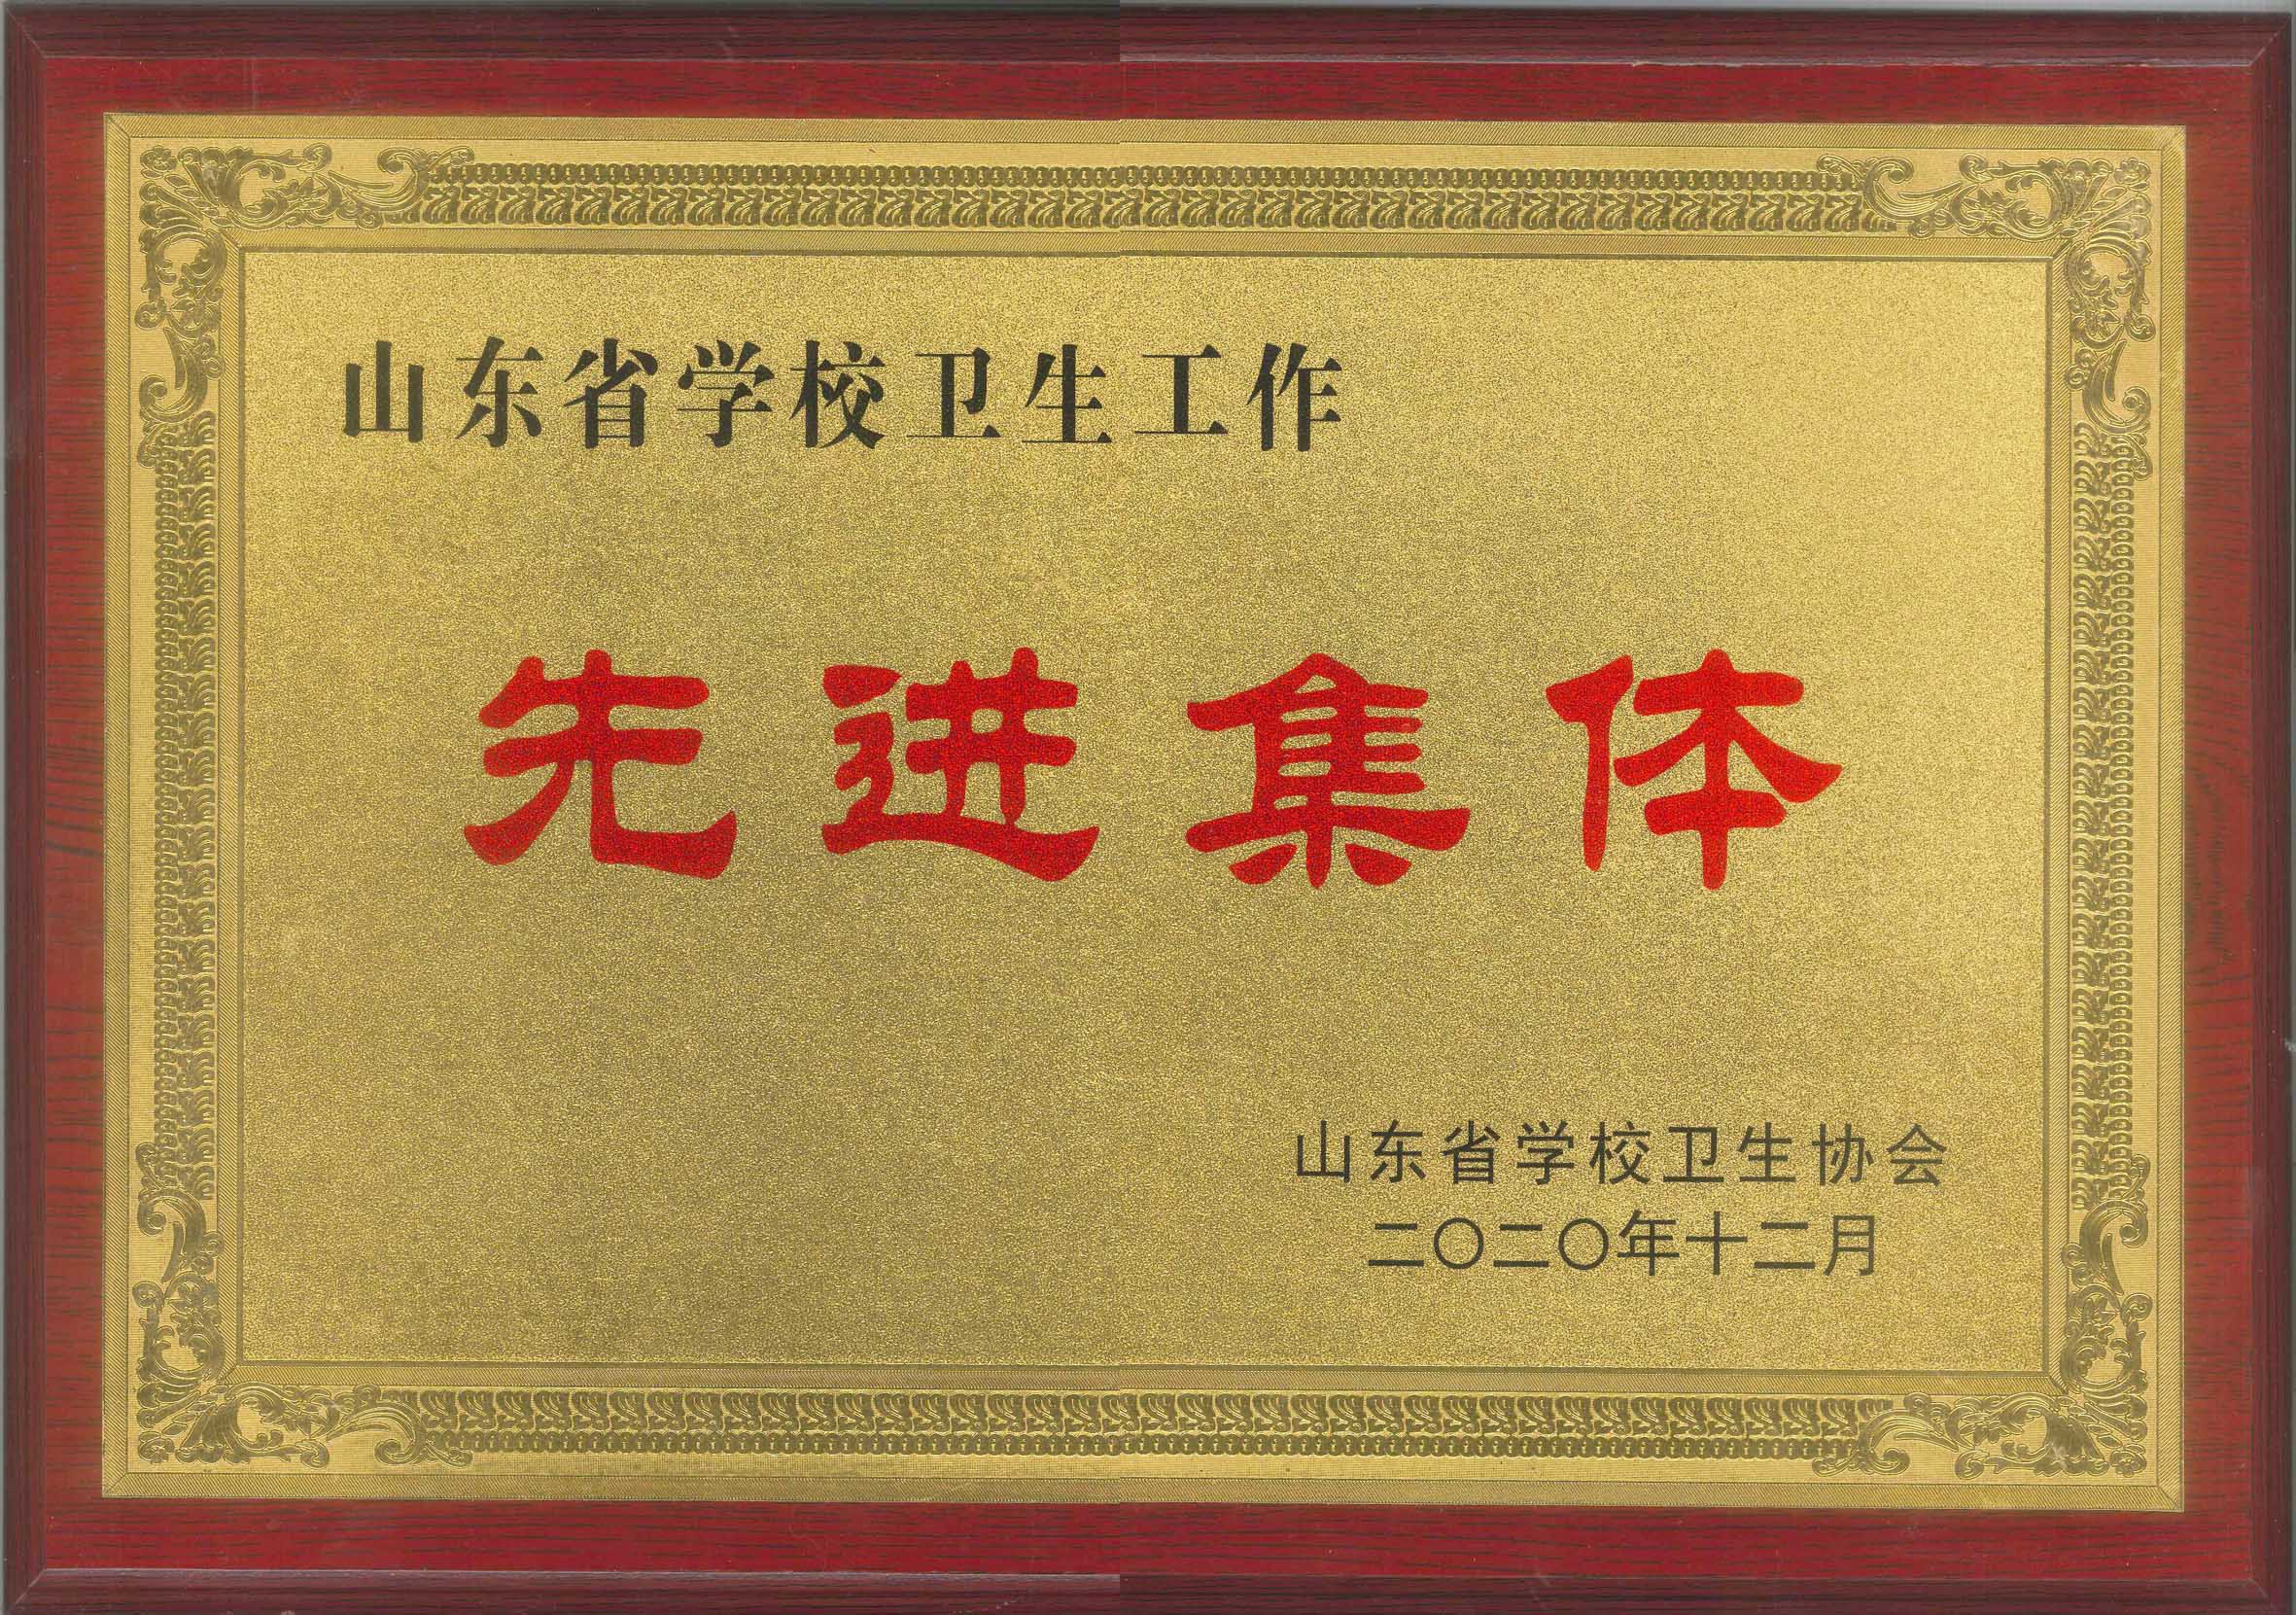 山东省学校卫生工作
先进集体
山东省学校卫生协会
二〇二〇年十二月